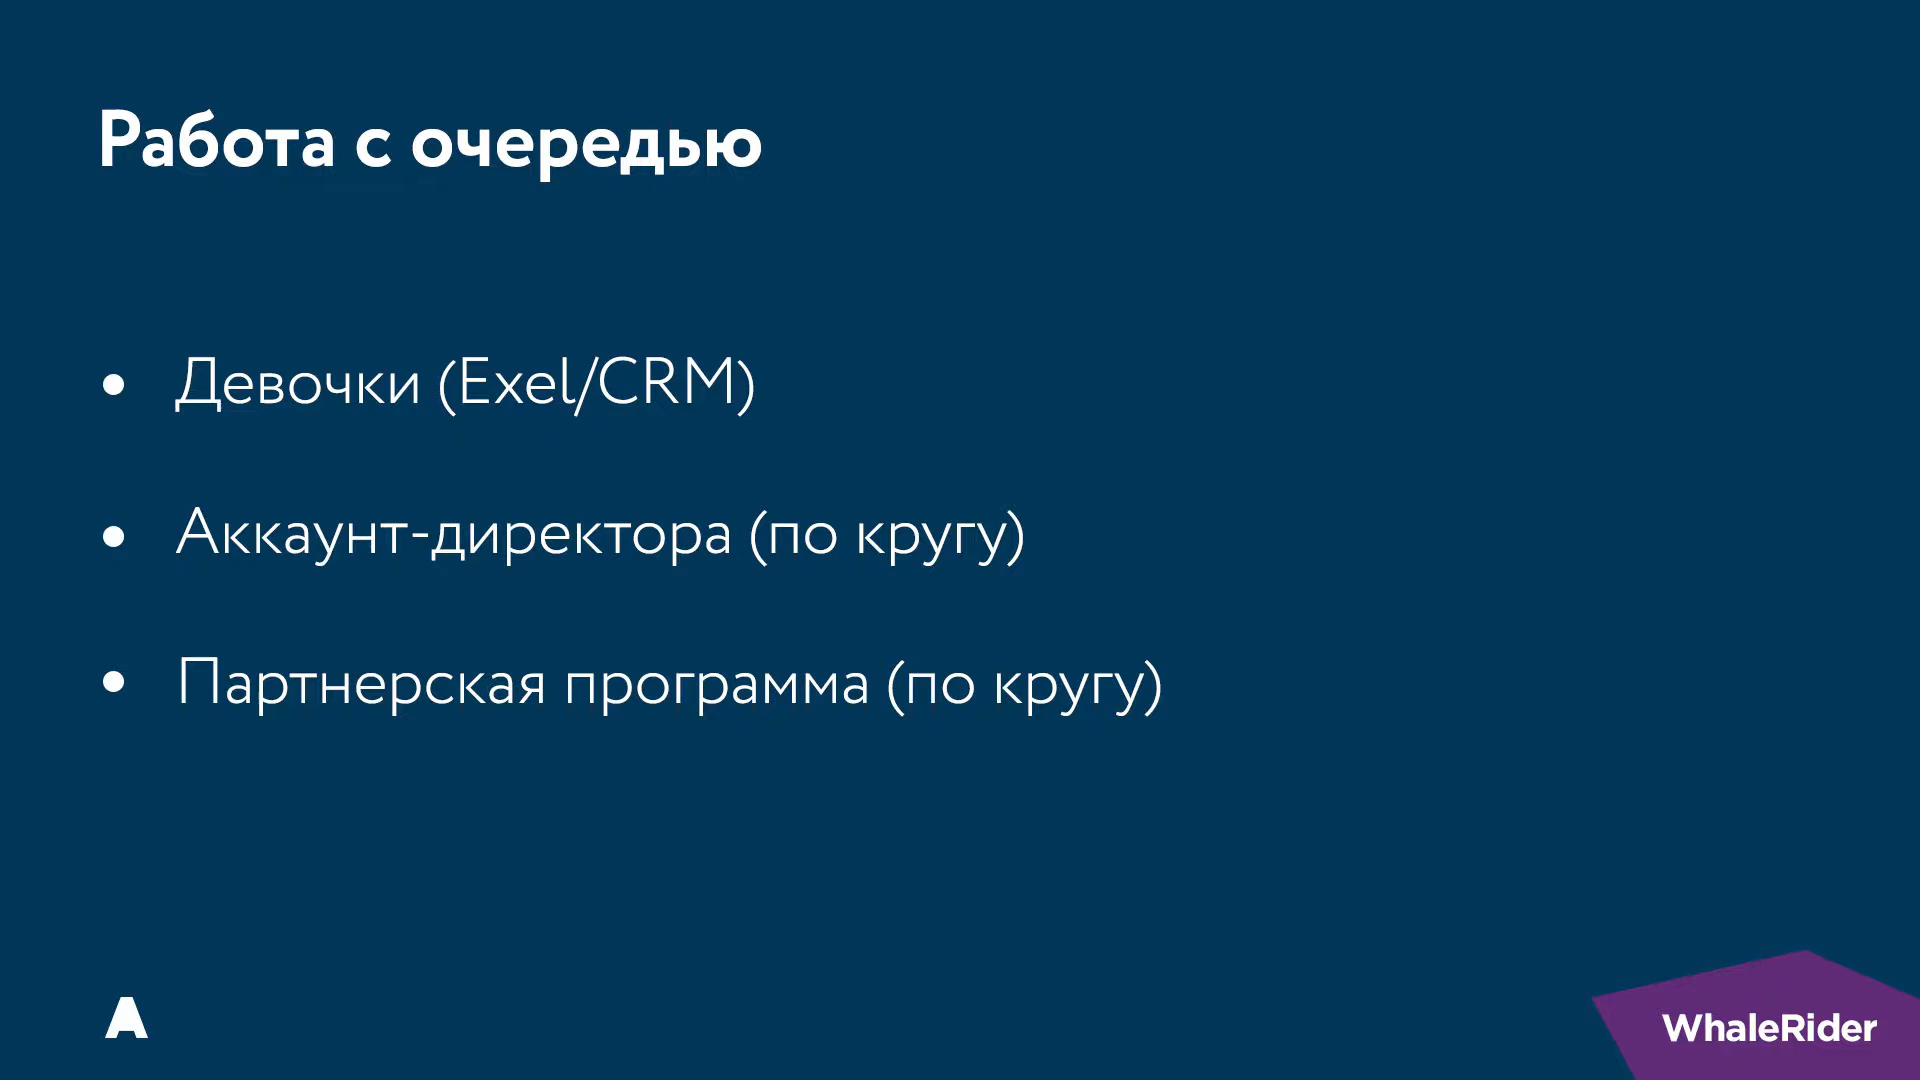 Работа с очередью
• Девочки (Exel/CRM)
• Аккаунт-директора (по кругу)
• Партнерская программа (по кругу)
A
WhaleRider